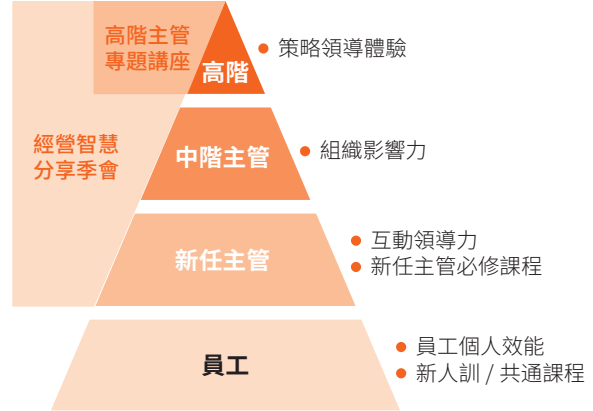 高階主管
專題講座
高階
策略領導體驗
經營智慧
分享季會
中階主管
組織影響力
新任主管
互動領導力
新任主管必修課程
員工
員工個人效能
新人訓 / 共通課程